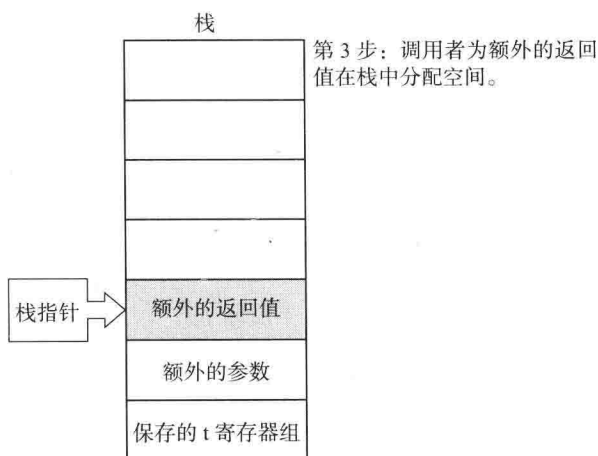 栈
第 3 步：调用者为额外的返回
值在栈中分配空间。
栈指针
额外的返回值
额外的参数
保存的 t 寄存器组